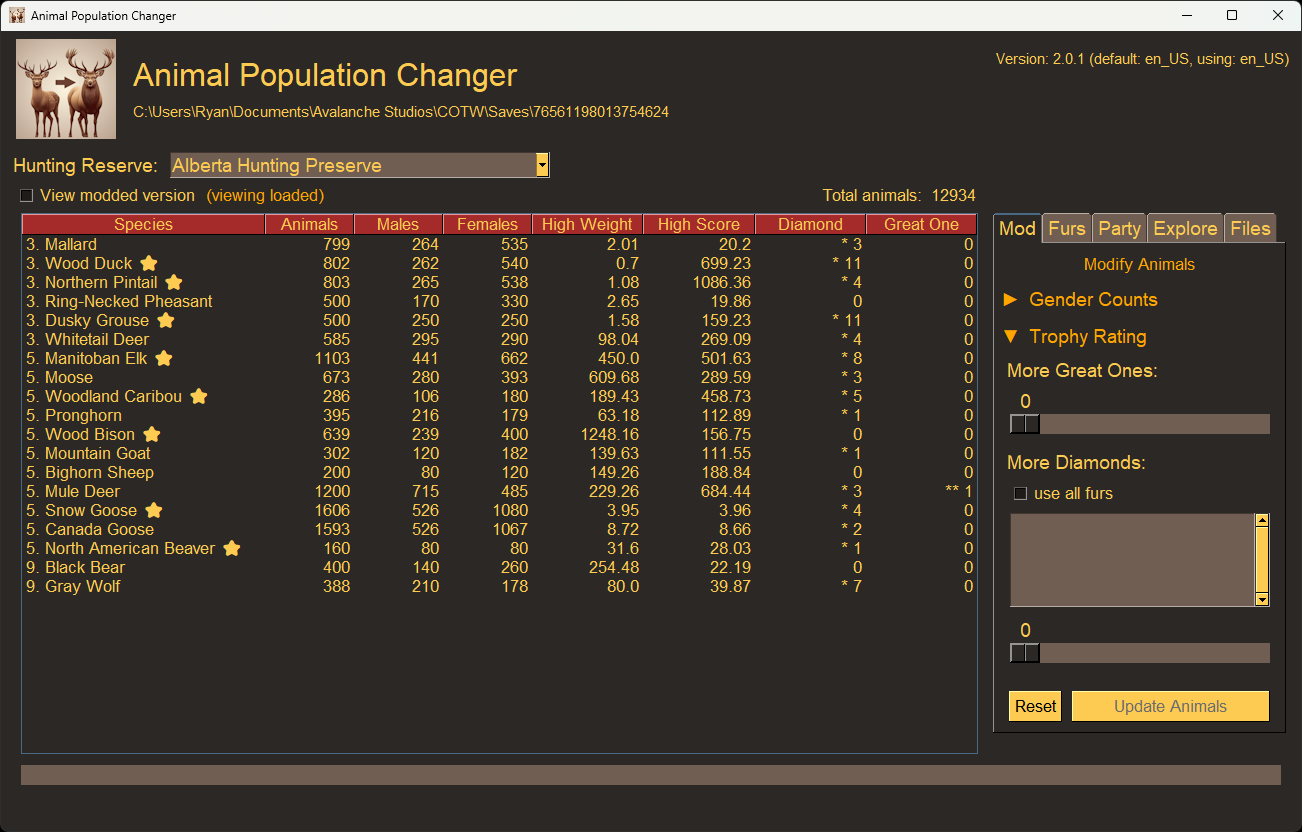 Animal Population Changer
Animal Population Changer
Version: 2.0.1 (default: en_US, using: en_US)
C:\Users\Ryan\Documents\Avalanche Studios\COTW\Saves\76561198013754624
Hunting Reserve: Alberta Hunting Preserve
View modded version (viewing loaded) Total animals: 12934
Species Animals Males Females High Weight High Score Diamond Great One
3. Mallard 799 264 535 2.01 20.2 * 3 0
3. Wood Duck 802 262 540 0.7 699.23 * 11 0
3. Northern Pintail 803 265 538 1.08 1086.36 * 4 0
3. Ring-Necked Pheasant 500 170 330 2.65 19.86 0 0
3. Dusky Grouse 500 250 250 1.58 159.23 * 11 0
3. Whitetail Deer 585 295 290 98.04 269.09 * 4 0
5. Manitoban Elk 1103 441 662 450.0 501.63 * 8 0
5. Moose 673 280 393 609.68 289.59 * 3 0
5. Woodland Caribou 286 106 180 189.43 458.73 * 5 0
5. Pronghorn 395 216 179 63.18 112.89 * 1 0
5. Wood Bison 639 239 400 1248.16 156.75 0 0
5. Mountain Goat 302 120 182 139.63 111.55 * 1 0
5. Bighorn Sheep 200 80 120 149.26 188.84 0 0
5. Mule Deer 1200 715 485 229.26 684.44 * 3 ** 1
5. Snow Goose 1606 526 1080 3.95 3.96 * 4 0
5. Canada Goose 1593 526 1067 8.72 8.66 * 2 0
5. North American Beaver 160 80 80 31.6 28.03 * 1 0
9. Black Bear 400 140 260 254.48 22.19 0 0
9. Gray Wolf 388 210 178 80.0 39.87 * 7 0
Mod Furs Party Explore Files
Modify Animals
Gender Counts
Trophy Rating
More Great Ones:
0
More Diamonds:
use all furs
0
Reset Update Animals